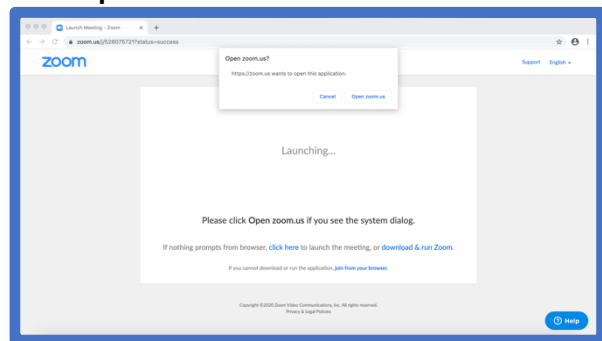 Launch Meeting - Zoom
zoom.us/j/528075721?status=success
zoom
Support English
Open zoom.us?
https://zoom.us wants to open this application.
Cancel Open zoom.us
Launching...
Please click Open zoom.us if you see the system dialog.
If nothing prompts from browser, click here to launch the meeting, or download & run Zoom.
If you cannot download or run the application, join from your browser.
Copyright ©2020 Zoom Video Communications, Inc. All rights reserved.
Privacy & Legal Policies
Help